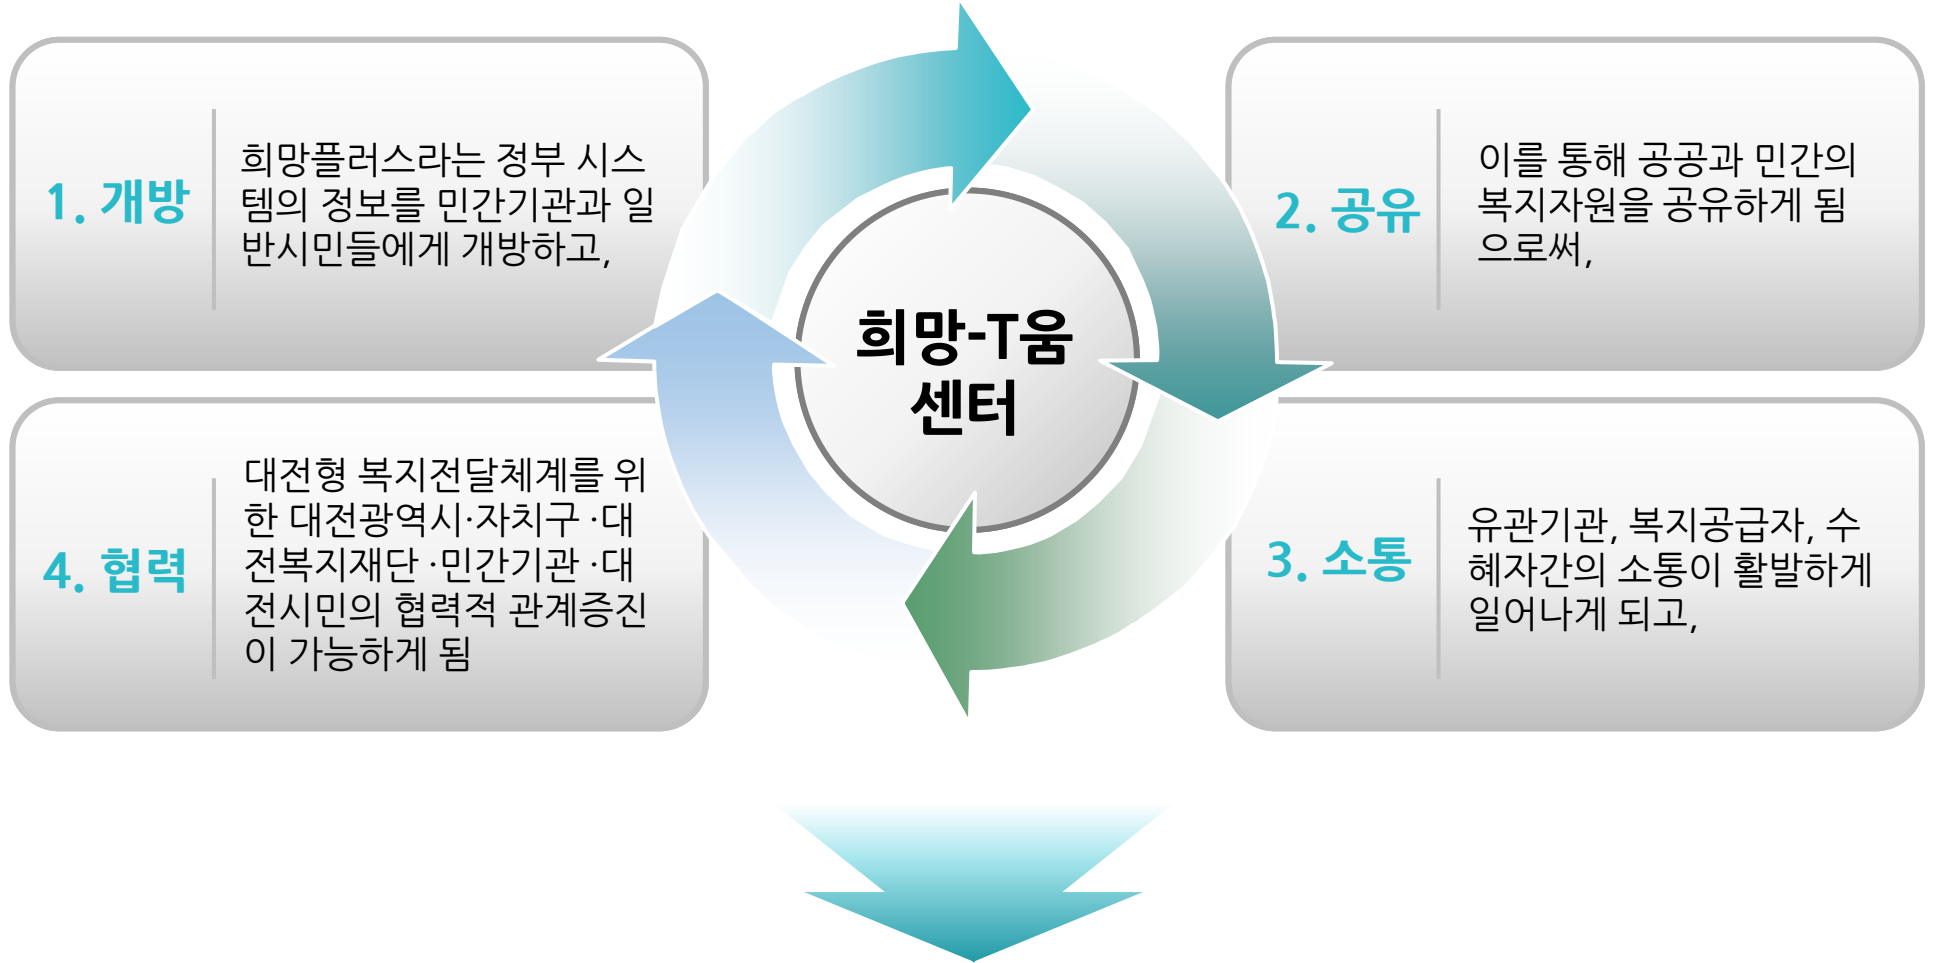 1. 개방
희망플러스라는 정부 시스
템의 정보를 민간기관과 일
반시민들에게 개방하고,
2. 공유
이를 통해 공공과 민간의
복지자원을 공유하게 됨
으로써,
희망-T움
센터
4. 협력
대전형 복지전달체계를 위
한 대전광역시·자치구 ·대
전복지재단 ·민간기관 ·대
전시민의 협력적 관계증진
이 가능하게 됨
3. 소통
유관기관, 복지공급자, 수
혜자간의 소통이 활발하게
일어나게 되고,